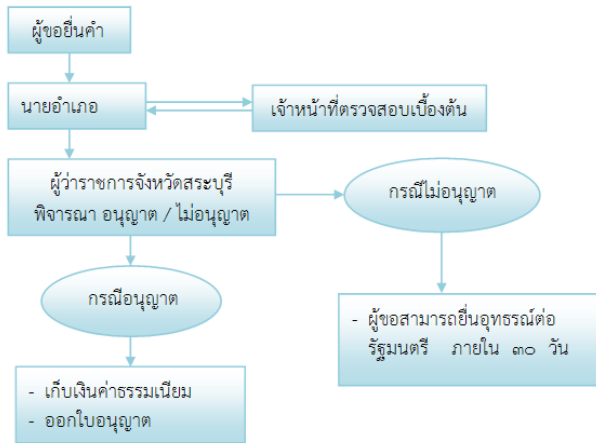 ผู้ขอยื่นคำ
นายอำเภอ
เจ้าหน้าที่ตรวจสอบเบื้องต้น
ผู้ว่าราชการจังหวัดสระบุรี
พิจารณา อนุญาต / ไม่อนุญาต
กรณีไม่อนุญาต
กรณีอนุญาต
- ผู้ขอสามารถยื่นอุทธรณ์ต่อ
รัฐมนตรี ภายใน ๓๐ วัน
- เก็บเงินค่าธรรมเนียม
- ออกใบอนุญาต